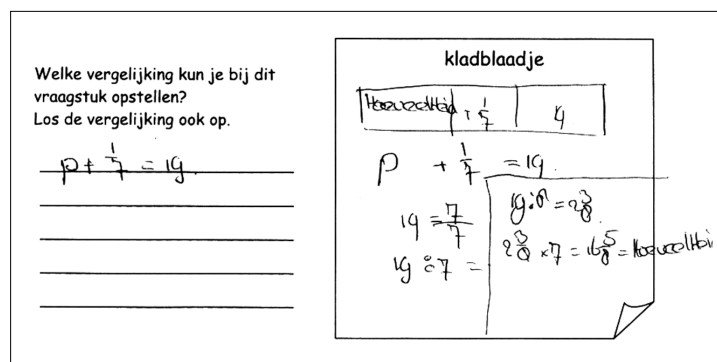 Welke vergelijking kun je bij dit
vraagstuk opstellen?
Los de vergelijking ook op.
p + 1/7 = 19
kladblaadje
Hoeveelheid + 1/7 19
p + 1/7 = 19
19 = 7/7
19 : 7 =
19 : 8 = 2 3/8
2 3/8 × 7 = 16 5/8 = Hoeveelhei